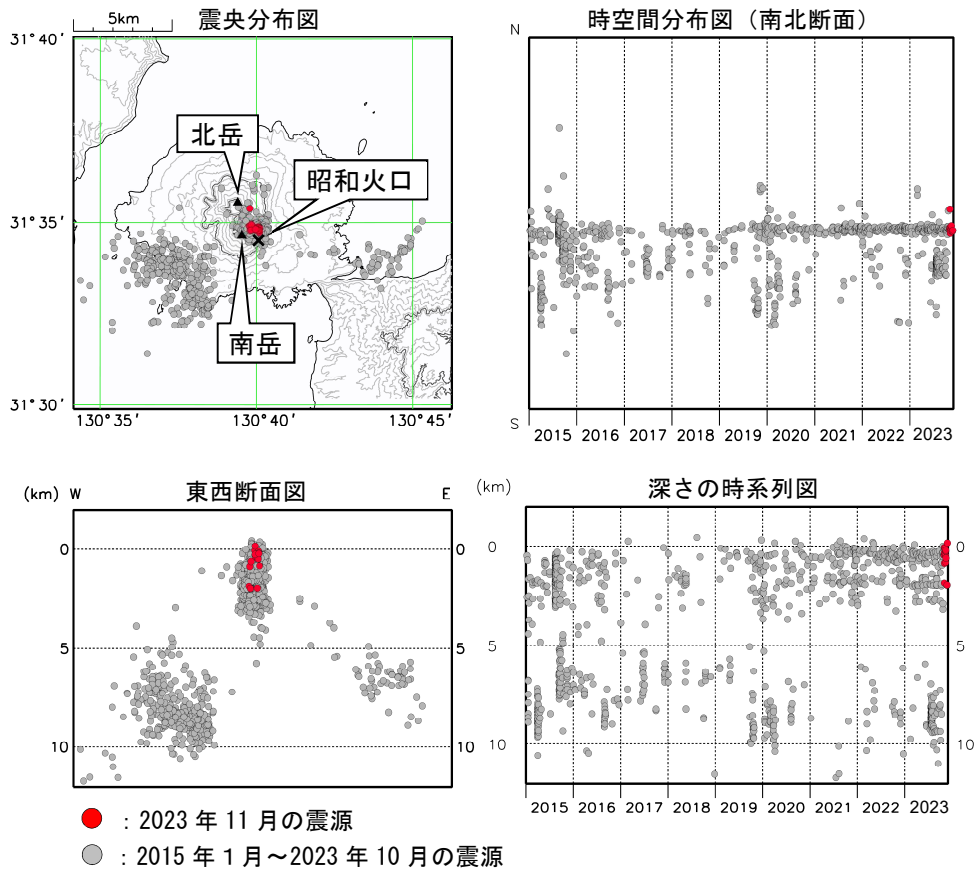 5km
震央分布図
31°40′
31°35′
31°30′
130°35′
130°40′
130°45′
北岳
昭和火口
南岳
時空間分布図（南北断面）
N
S
2015 2016 2017 2018 2019 2020 2021 2022 2023
東西断面図
(km) W
E
0
5
10
0
5
10
深さの時系列図
(km)
0
5
10
0
5
10
2015 2016 2017 2018 2019 2020 2021 2022 2023
：2023 年 11 月の震源
：2015 年 1 月～2023 年 10 月の震源